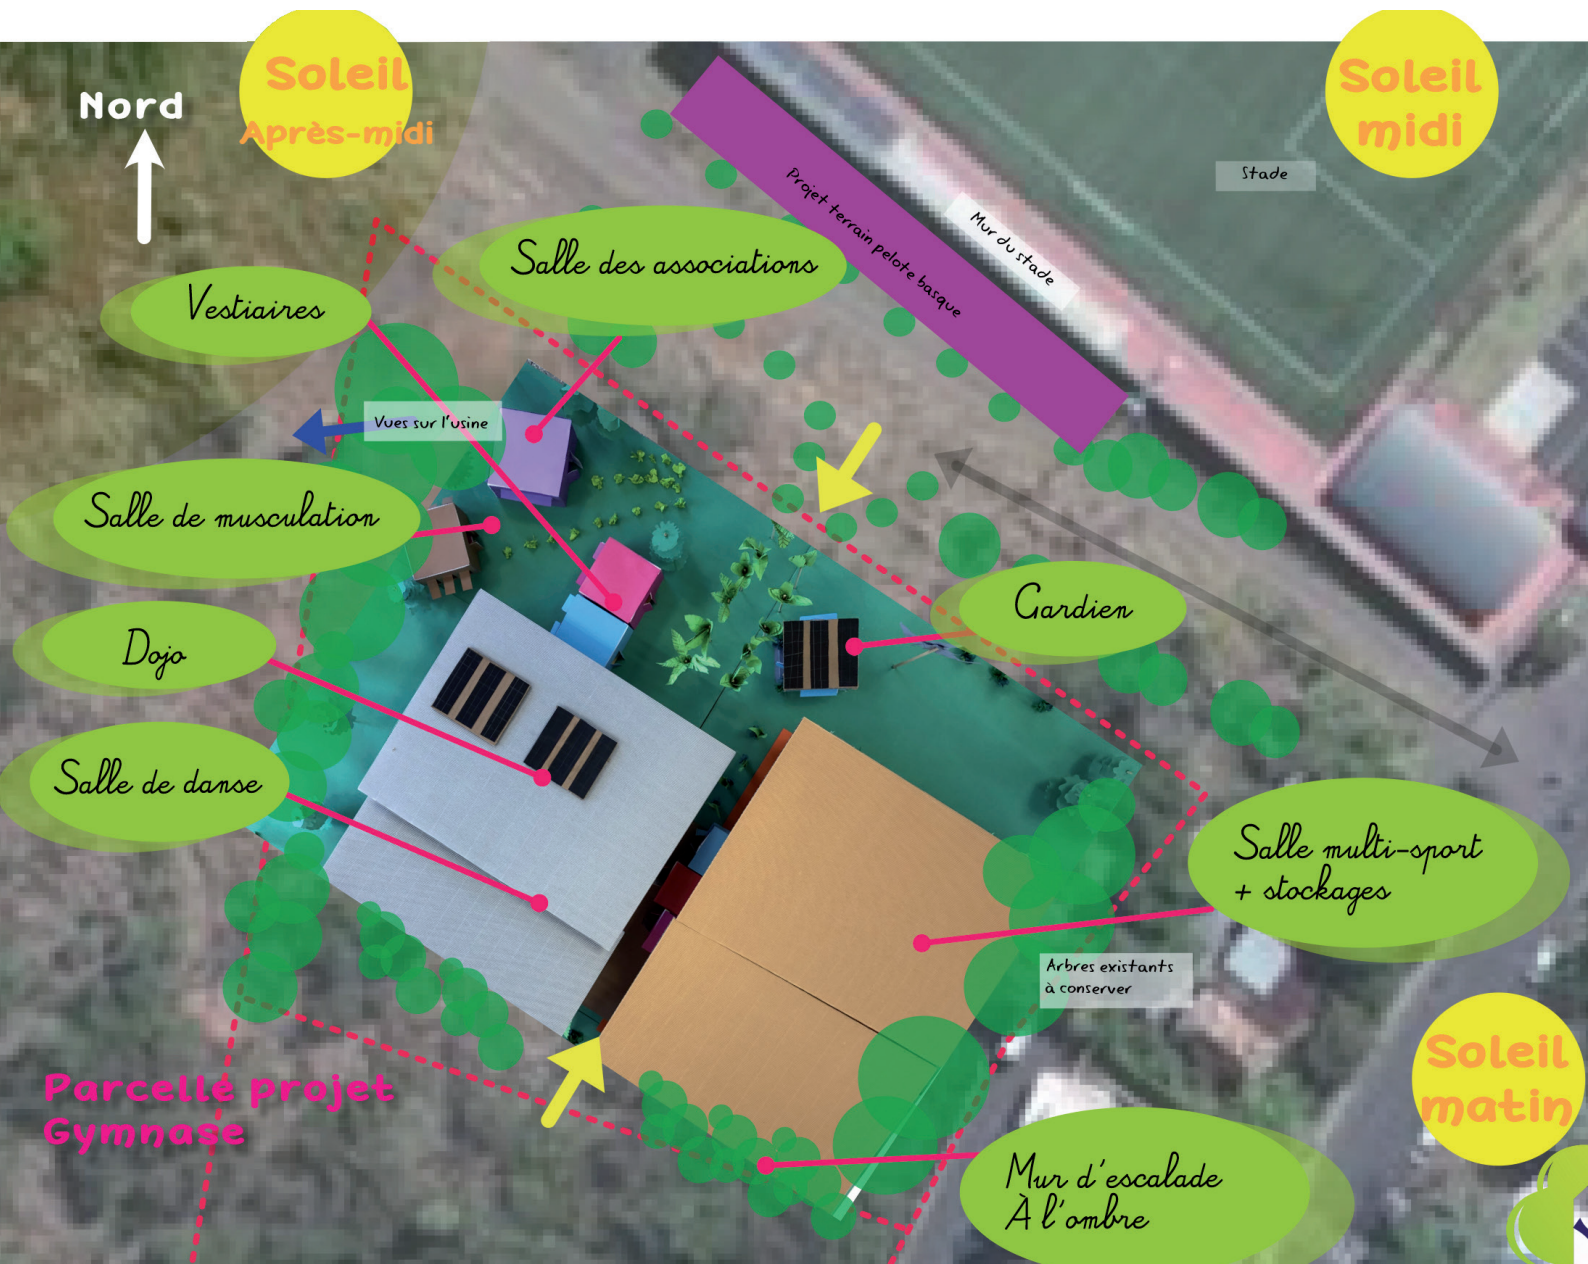 Soleil
Après-midi
Soleil
midi
Nord
Stade
Projet terrain pelote basque
Mur du stade
Salle des associations
Vestiaires
Vues sur l'usine
Salle de musculation
Gardien
Dojo
Salle de danse
Salle multi-sport
+ stockages
Arbres existants
à conserver
Soleil
matin
Parcelle projet
Gymnase
Mur d'escalade
À l'ombre